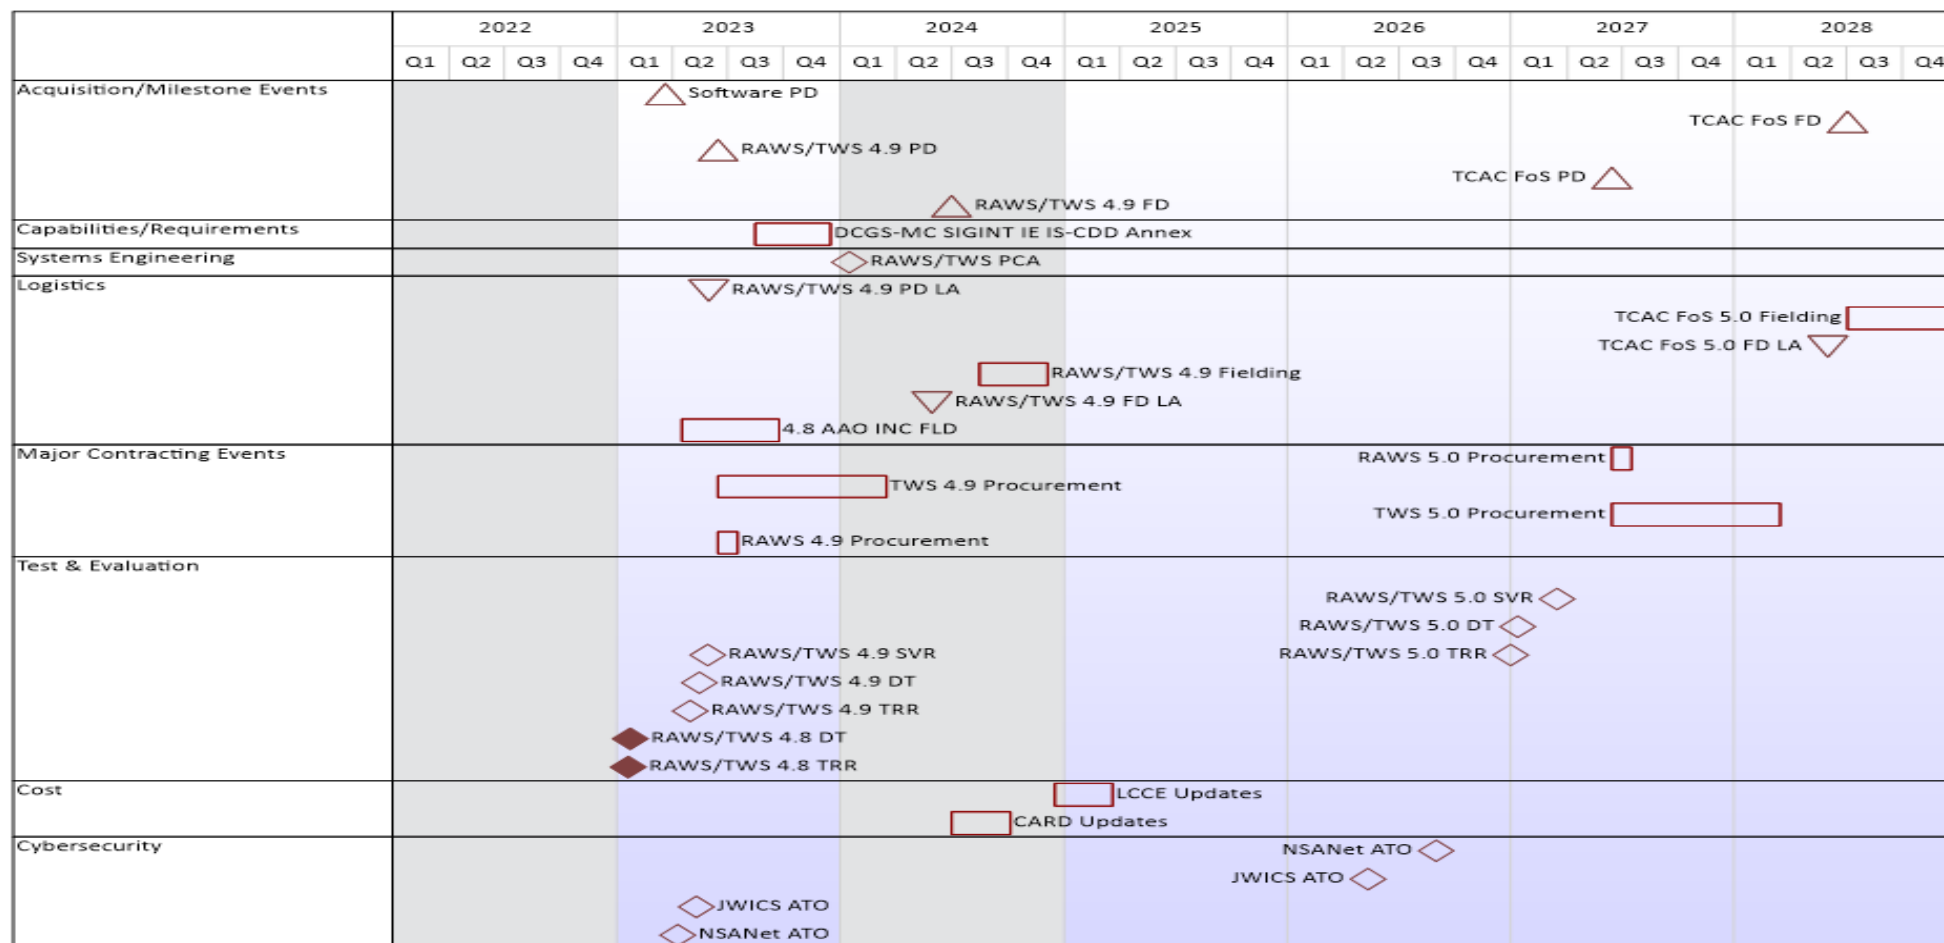 2022 2023 2024 2025 2026 2027 2028
Q1 Q2 Q3 Q4 Q1 Q2 Q3 Q4 Q1 Q2 Q3 Q4 Q1 Q2 Q3 Q4 Q1 Q2 Q3 Q4 Q1 Q2 Q3 Q4 Q1 Q2 Q3 Q4
Acquisition/Milestone Events
Software PD
TCAC FoS FD
RAWS/TWS 4.9 PD
TCAC FoS PD
RAWS/TWS 4.9 FD
Capabilities/Requirements
DCGS-MC SIGINT IE IS-CDD Annex
Systems Engineering
RAWS/TWS PCA
Logistics
RAWS/TWS 4.9 PD LA
TCAC FoS 5.0 Fielding
TCAC FoS 5.0 FD LA
RAWS/TWS 4.9 Fielding
RAWS/TWS 4.9 FD LA
4.8 AAO INC FLD
Major Contracting Events
RAWS 5.0 Procurement
TWS 4.9 Procurement
TWS 5.0 Procurement
RAWS 4.9 Procurement
Test & Evaluation
RAWS/TWS 5.0 SVR
RAWS/TWS 5.0 DT
RAWS/TWS 4.9 SVR
RAWS/TWS 5.0 TRR
RAWS/TWS 4.9 DT
RAWS/TWS 4.9 TRR
RAWS/TWS 4.8 DT
RAWS/TWS 4.8 TRR
Cost
LCCE Updates
CARD Updates
Cybersecurity
NSANet ATO
JWICS ATO
JWICS ATO
NSANet ATO